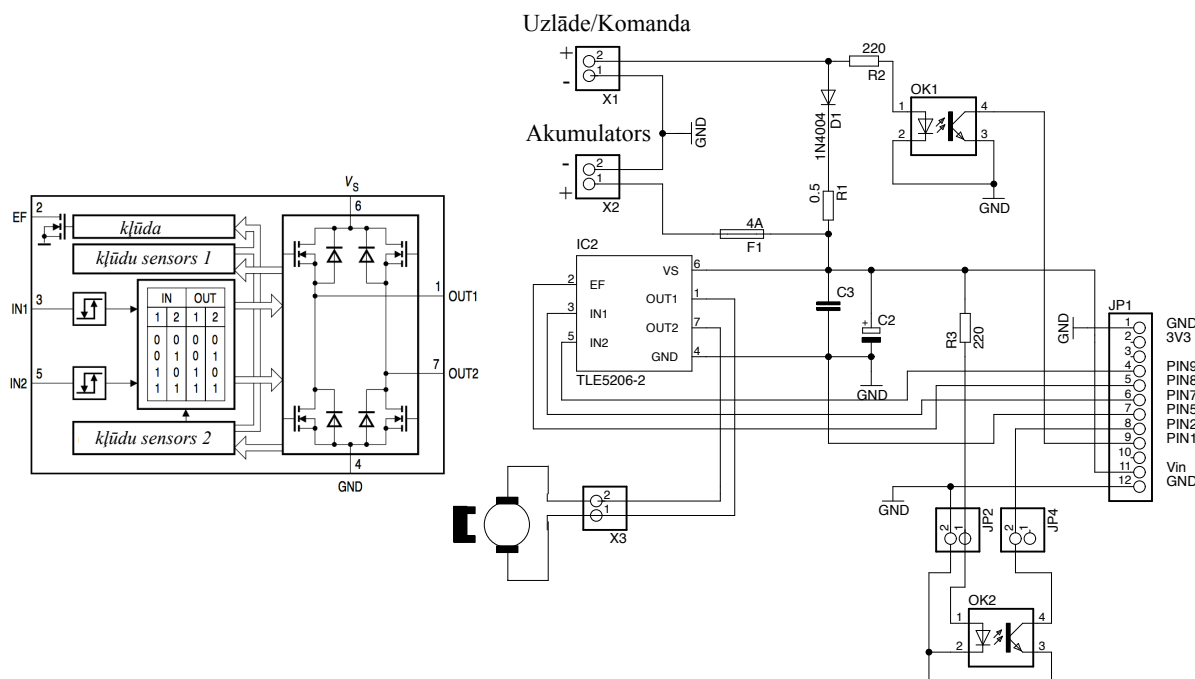 Uzlāde/Komanda
+
-
2
1
X1
Akumulators
-
+
2
1
X2
GND
220
R2
1N4004
D1
0.5
R1
4A
F1
OK1
1
2
4
3
GND
VS
6
EF
2
kļūda
kļūdu sensors 1
IN1
3
IN2
5
IN OUT
1 2 1 2
0 0 0 0
0 1 0 1
1 0 1 0
1 1 1 1
kļūdu sensors 2
1
OUT1
7
OUT2
4
GND
IC2
2 EF
3 IN1
5 IN2
VS 6
OUT1 1
OUT2 7
GND 4
TLE5206-2
C3
+
C2
GND
R3
220
JP1
GND
1 GND
2 3V3
3
4 PIN9
5 PIN8
6 PIN7
7 PIN5
8 PIN2
9 PIN1
10
11 Vin
12 GND
GND
2
1
X3
2 1
JP2
2 1
JP4
OK2
1
2
4
3